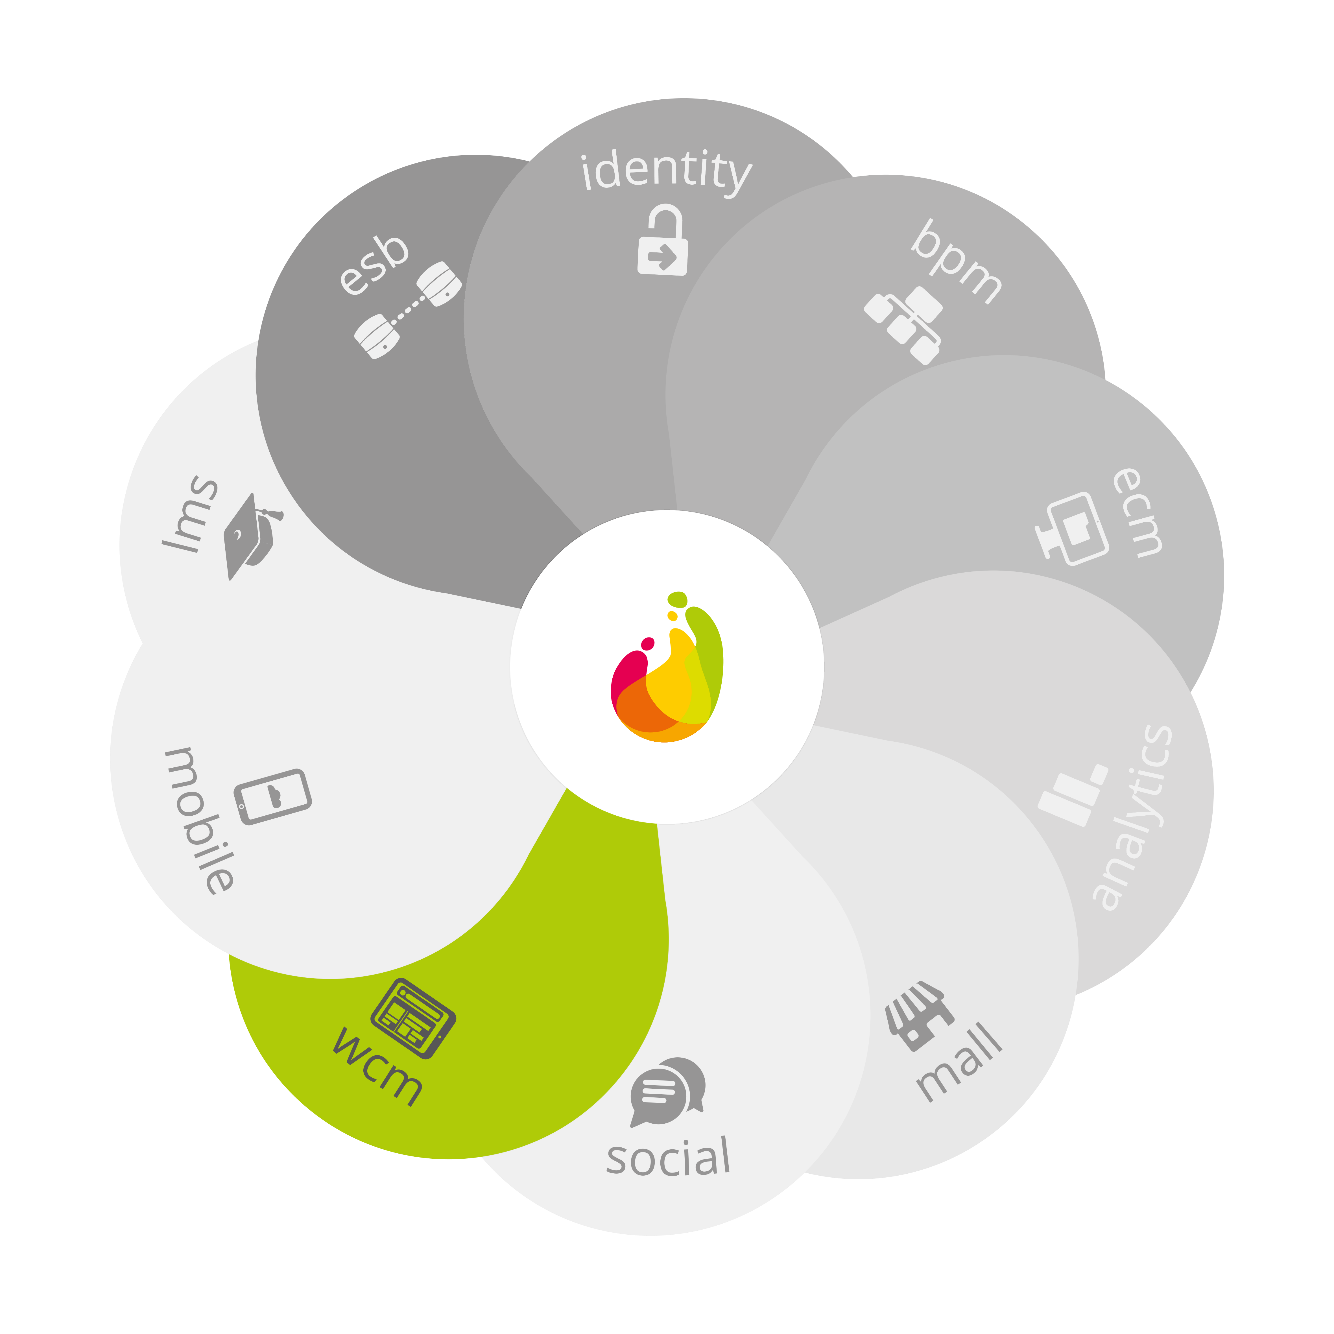 identity
bpm
ecm
analytics
mall
social
wcm
mobile
lms
esb